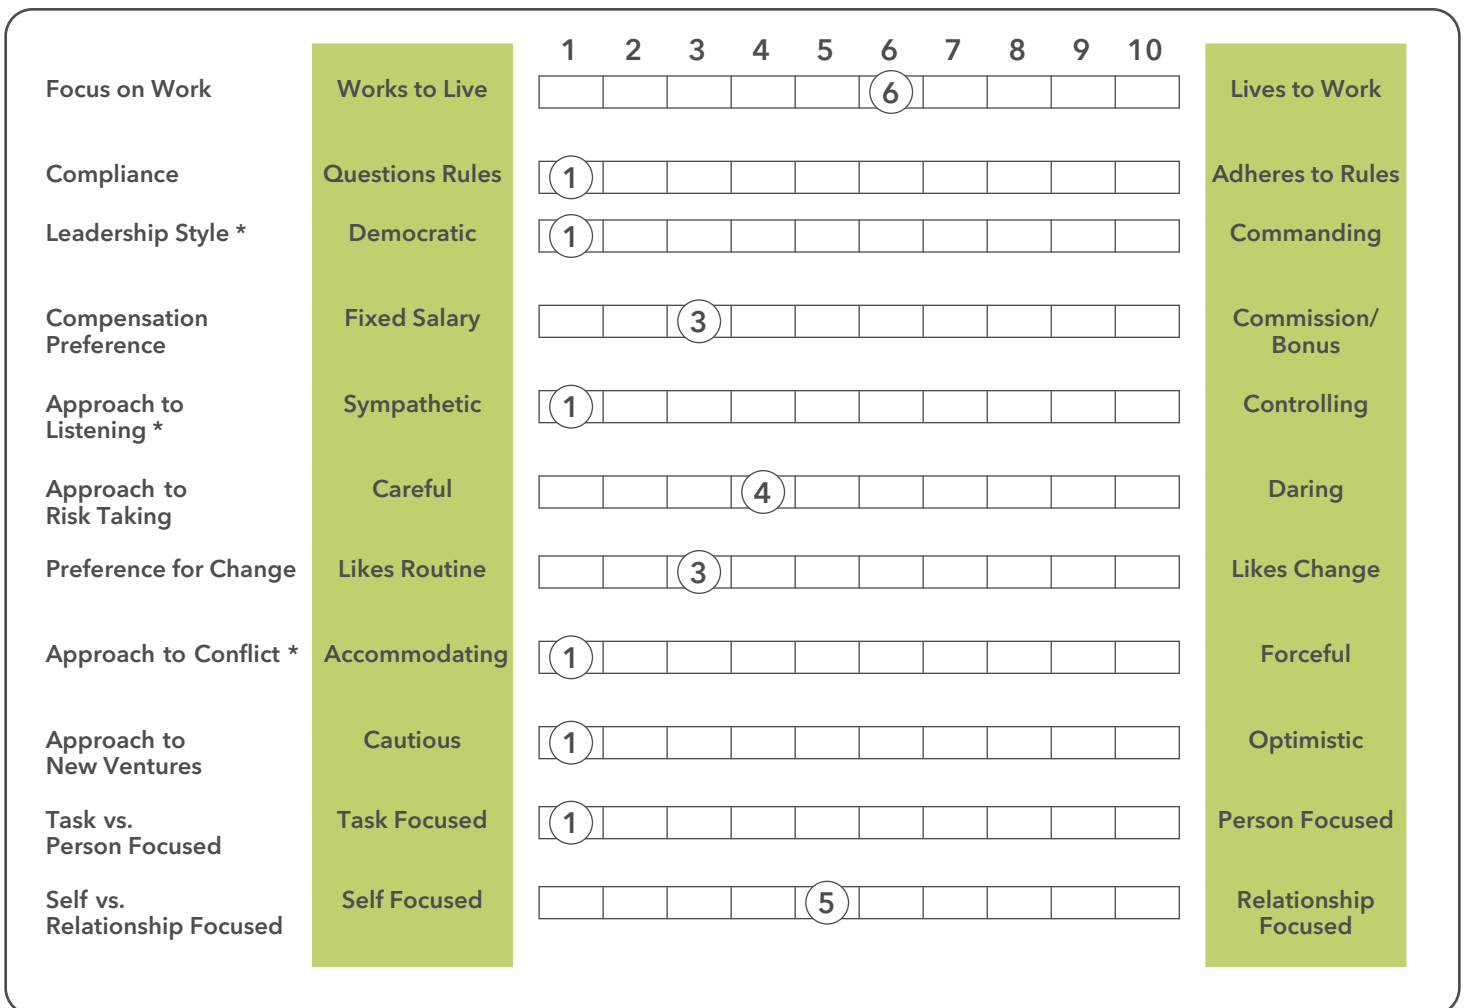 1 2 3 4 5 6 7 8 9 10
Focus on Work Works to Live 6 Lives to Work
Compliance Questions Rules 1 Adheres to Rules
Leadership Style * Democratic 1 Commanding
Compensation Fixed Salary 3 Commission/
Preference Bonus
Approach to Sympathetic 1 Controlling
Listening *
Approach to Careful 4 Daring
Risk Taking
Preference for Change Likes Routine 3 Likes Change
Approach to Conflict * Accommodating 1 Forceful
Approach to Cautious 1 Optimistic
New Ventures
Task vs. Task Focused 1 Person Focused
Person Focused
Self vs. Self Focused 5 Relationship
Relationship Focused Focused